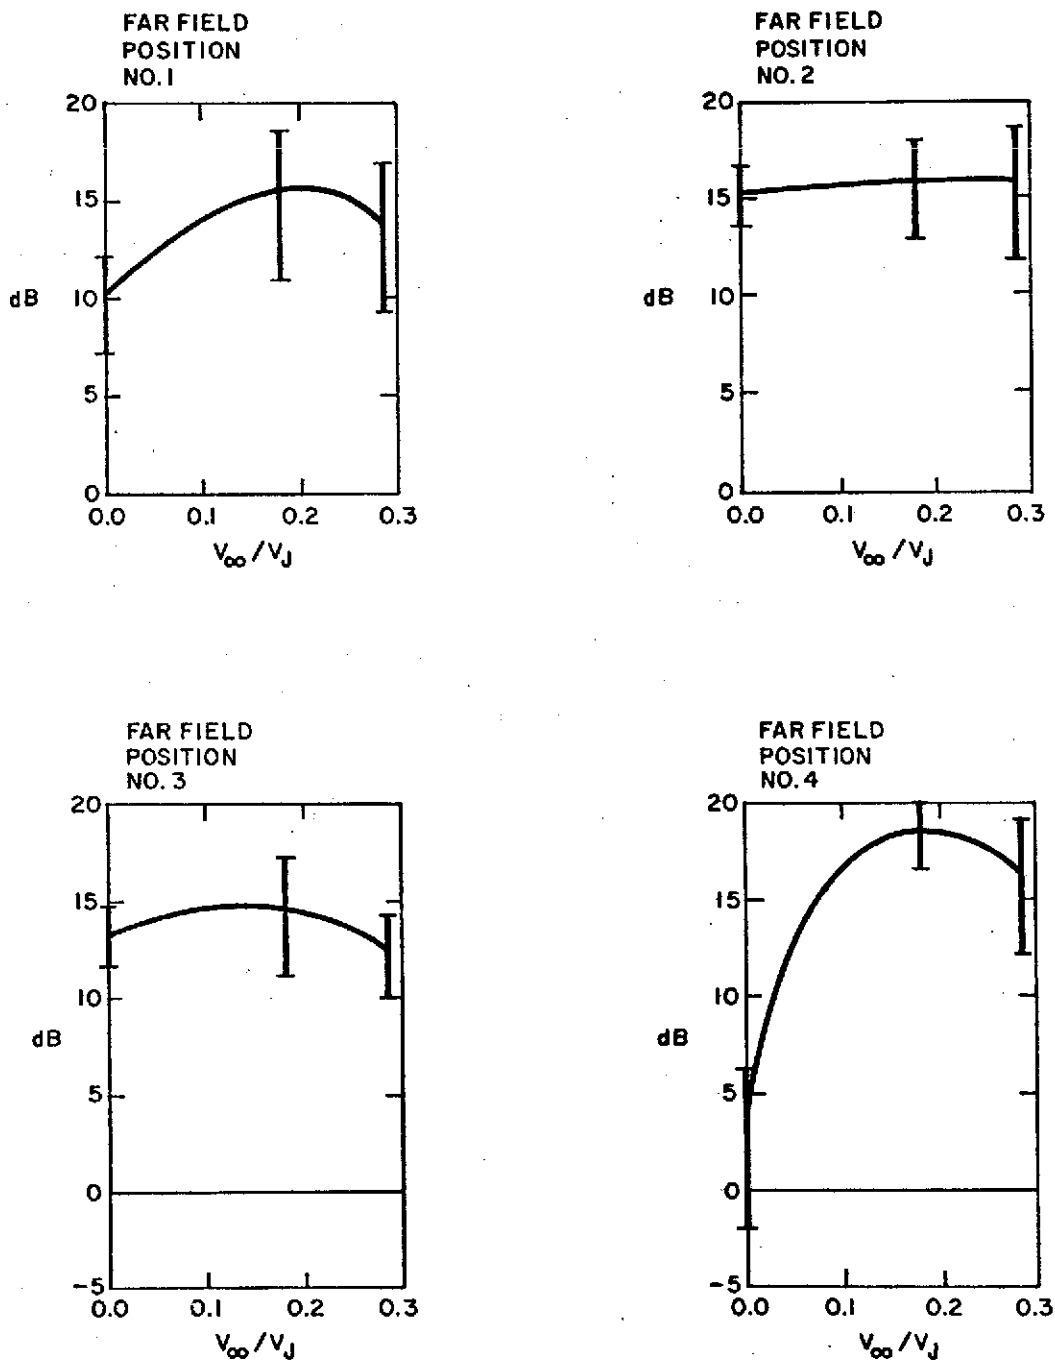 FAR FIELD
POSITION
NO. 1
20
15
dB
10
5
0
0.0 0.1 0.2 0.3
V∞/VJ
FAR FIELD
POSITION
NO. 2
20
15
dB
10
5
0
0.0 0.1 0.2 0.3
V∞/VJ
FAR FIELD
POSITION
NO. 3
20
15
10
dB
5
0
-5
0.0 0.1 0.2 0.3
V∞/VJ
FAR FIELD
POSITION
NO. 4
20
15
10
dB
5
0
-5
0.0 0.1 0.2 0.3
V∞/VJ